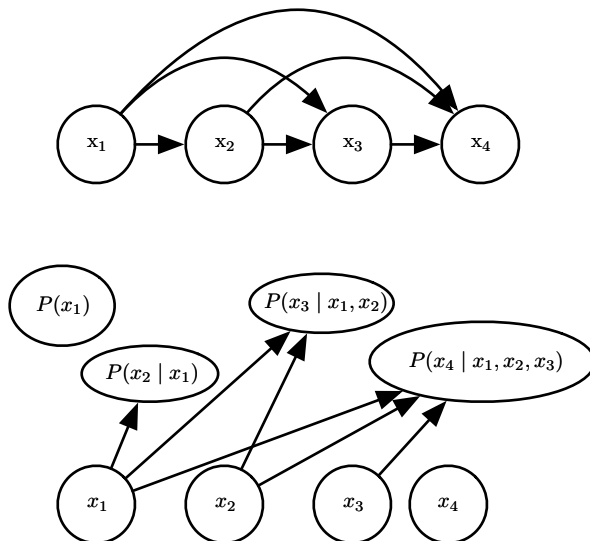 x₁ x₂ x₃ x₄
P(x₁)
P(x₃ | x₁, x₂)
P(x₂ | x₁)
P(x₄ | x₁, x₂, x₃)
x₁ x₂ x₃ x₄